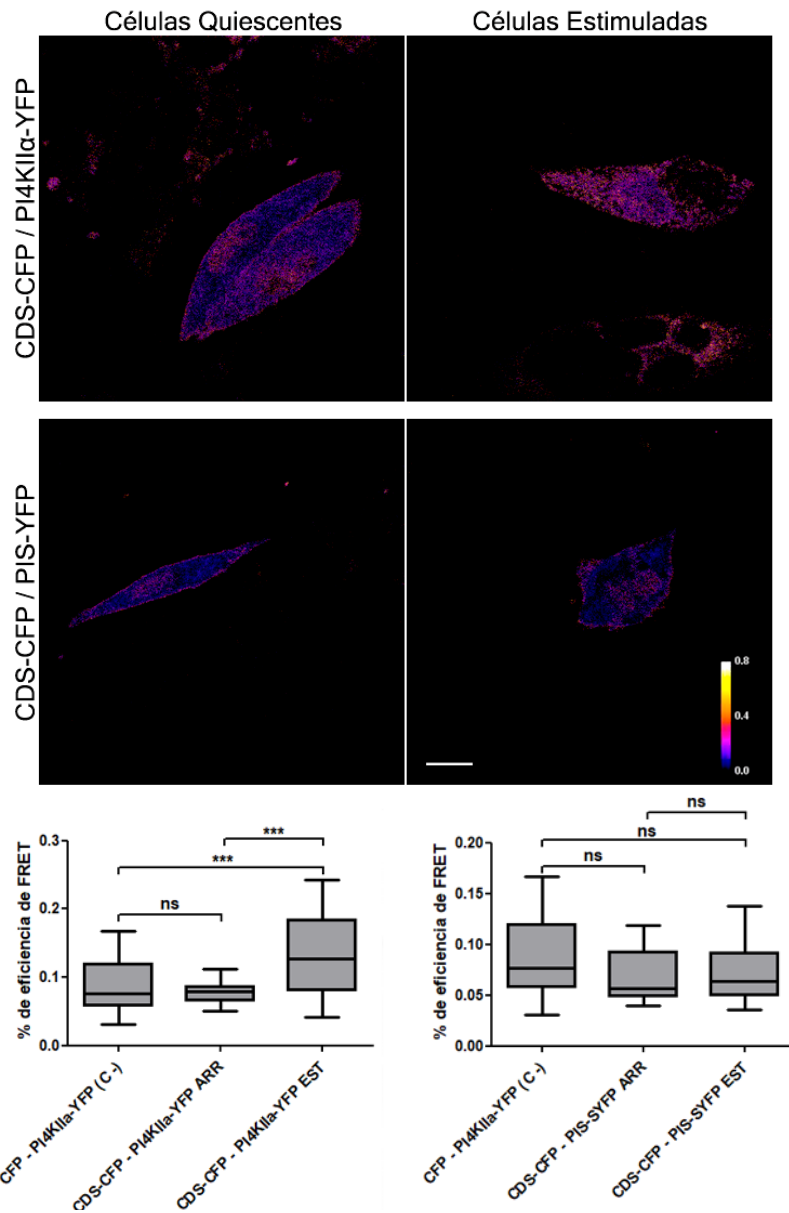 Células Quiescentes
Células Estimuladas
CDS-CFP / PI4KIIα-YFP
CDS-CFP / PIS-YFP
0.8
0.4
0.0
% de eficiencia de FRET
0.3
0.2
0.1
0.0
***
***
ns
CFP - PI4KIIa-YFP (C -)
CDS-CFP - PI4KIIa-YFP ARR
CDS-CFP - PI4KIIa-YFP EST
% de eficiencia de FRET
0.20
0.15
0.10
0.05
0.00
ns
ns
ns
CFP - PI4KIIa-YFP (C -)
CDS-CFP - PIS-SYFP ARR
CDS-CFP - PIS-SYFP EST